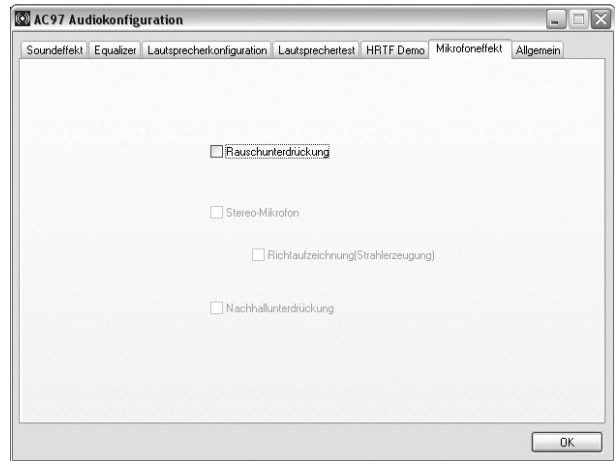 AC97 Audiokonfiguration
Soundeffekt Equalizer Lautsprecherkonfiguration Lautsprechertest HRTF Demo Mikrofoneffekt Allgemein
Rauschunterdrückung
Stereo-Mikrofon
Richtaufzeichnung(Strahlerzeugung)
Nachhallunterdrückung
OK